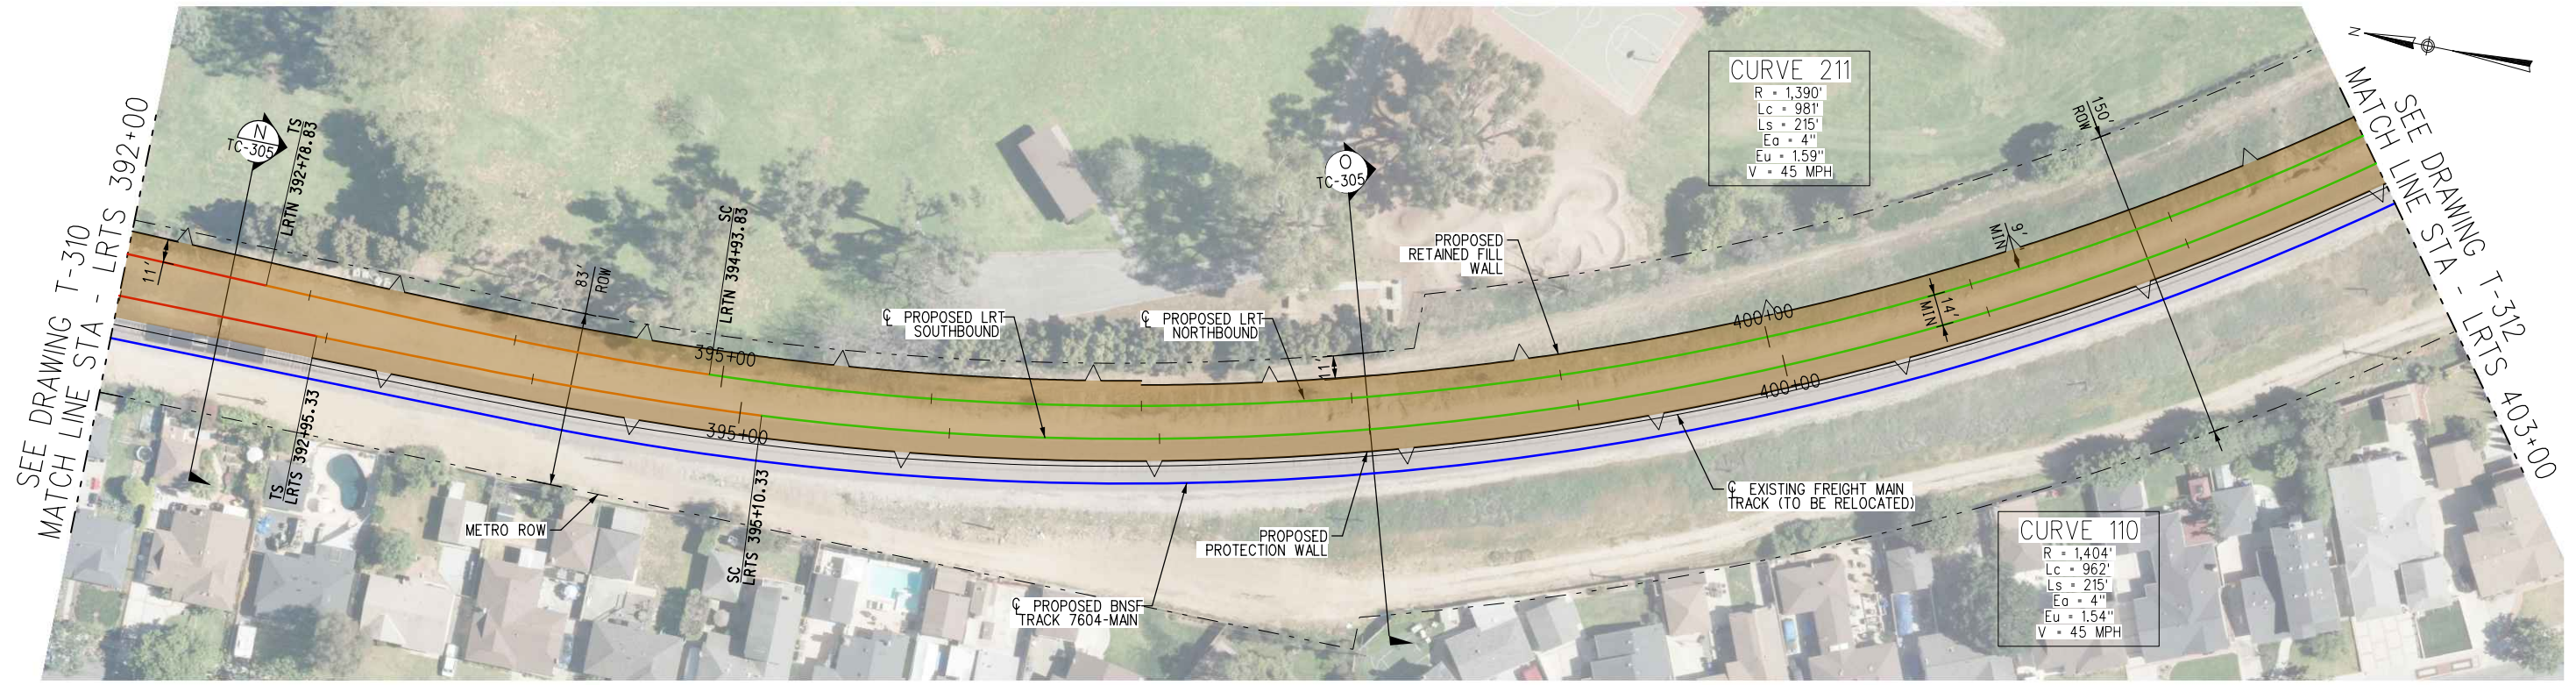 SEE DRAWING T-310
MATCH LINE STA - LRTS 392+00
N
TC-305
TS
LRTN 392+78.83
11'
TS
LRTS 392+95.33
83'
ROW
SC
LRTN 394+93.83
395+00
395+00
SC
LRTS 395+10.33
METRO ROW
℄ PROPOSED LRT
SOUTHBOUND
℄ PROPOSED LRT
NORTHBOUND
℄ PROPOSED BNSF
TRACK 7604-MAIN
O
TC-305
11'
PROPOSED
RETAINED FILL
WALL
PROPOSED
PROTECTION WALL
CURVE 211
R = 1,390'
Lc = 981'
Ls = 215'
Ea = 4"
Eu = 1.59"
V = 45 MPH
400+00
400+00
14'
MIN
9'
MIN
150'
ROW
℄ EXISTING FREIGHT MAIN
TRACK (TO BE RELOCATED)
CURVE 110
R = 1,404'
Lc = 962'
Ls = 215'
Ea = 4"
Eu = 1.54"
V = 45 MPH
N
SEE DRAWING T-312
MATCH LINE STA - LRTS 403+00